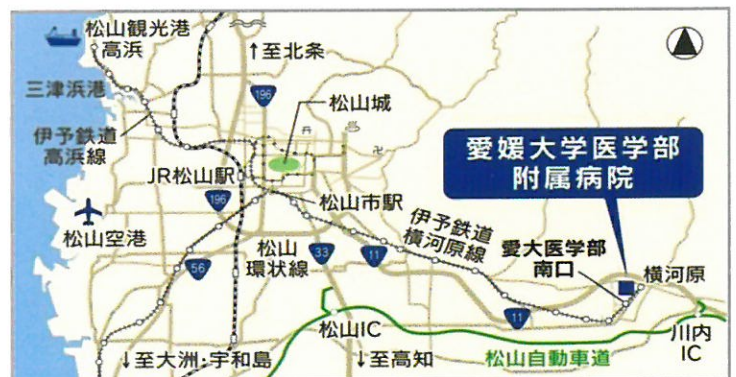 松山観光港
高浜
↑至北条
三津浜港
196
松山城
伊予鉄道
高浜線
愛媛大学医学部
附属病院
JR松山駅
196
松山市駅
松山空港
伊予鉄道
横河原線
愛大医学部
南口
横河原
松山
環状線
56
33
11
11
松山IC
川内
IC
↓至大洲・宇和島
↓至高知
松山自動車道